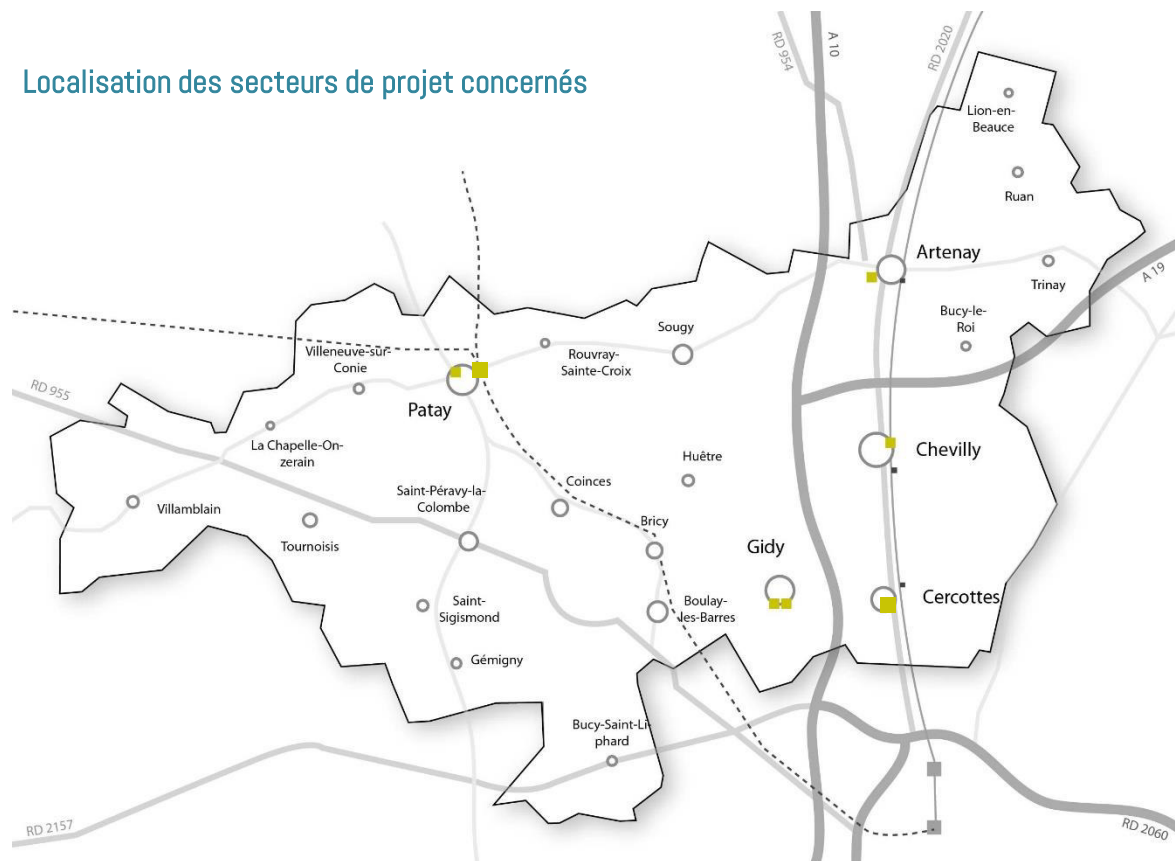 Localisation des secteurs de projet concernés
RD 954
A 10
RD 2020
Lion-en-
Beauce
Ruan
Artenay
Trinay
A 19
Bucy-le-
Roi
Sougy
Villeneuve-sur-
Conie
Rouvray-
Sainte-Croix
RD 955
Patay
La Chapelle-On-
zerain
Chevilly
Huêtre
Coinces
Saint-Péravy-la-
Colombe
Villamblain
Bricy
Tournoisis
Gidy
Saint-
Sigismond
Boulay-
les-Barres
Cercottes
Gémigny
Bucy-Saint-Li-
phard
RD 2157
RD 2060